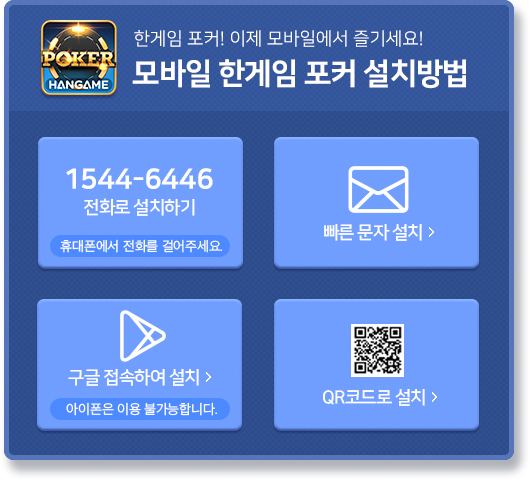 POKER
HANGAME
한게임 포커! 이제 모바일에서 즐기세요!
모바일 한게임 포커 설치방법
1544-6446
전화로 설치하기
휴대폰에서 전화를 걸어주세요.
빠른 문자 설치 >
구글 접속하여 설치 >
아이폰은 이용 불가능합니다.
QR코드로 설치 >